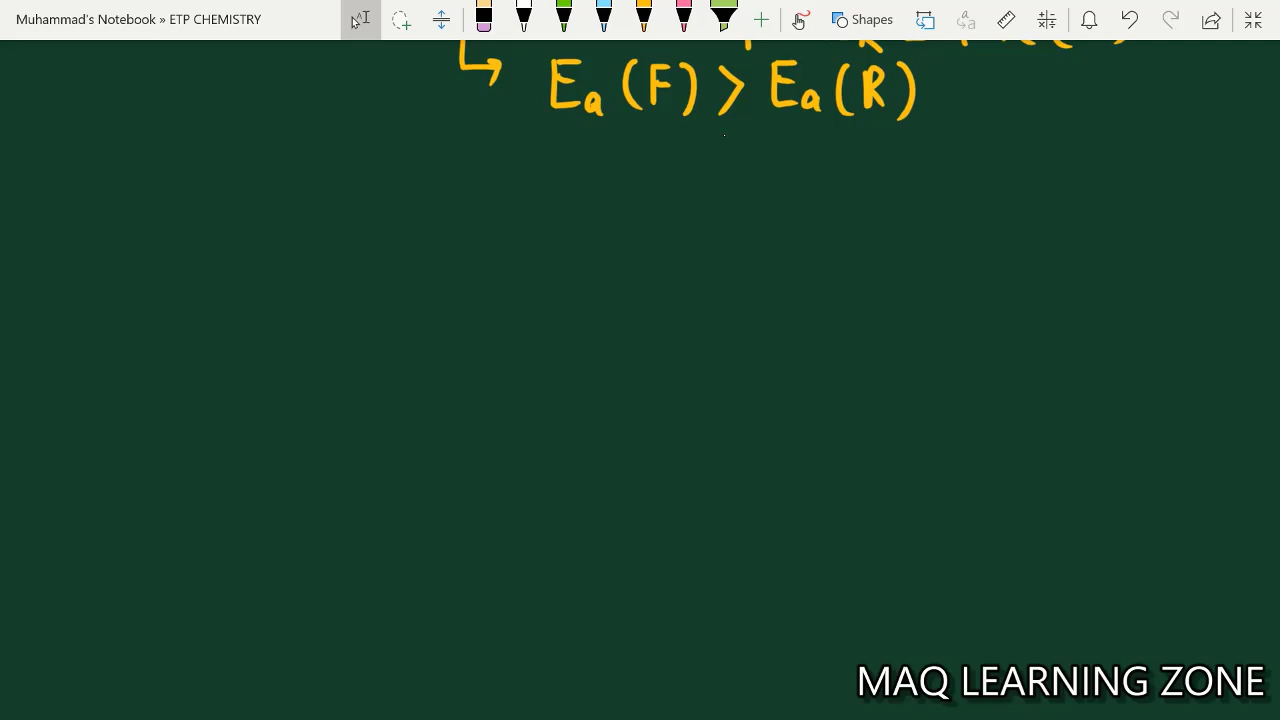 Muhammad's Notebook » ETP CHEMISTRY
Shapes
Ea (F) > Ea (R)
MAQ LEARNING ZONE